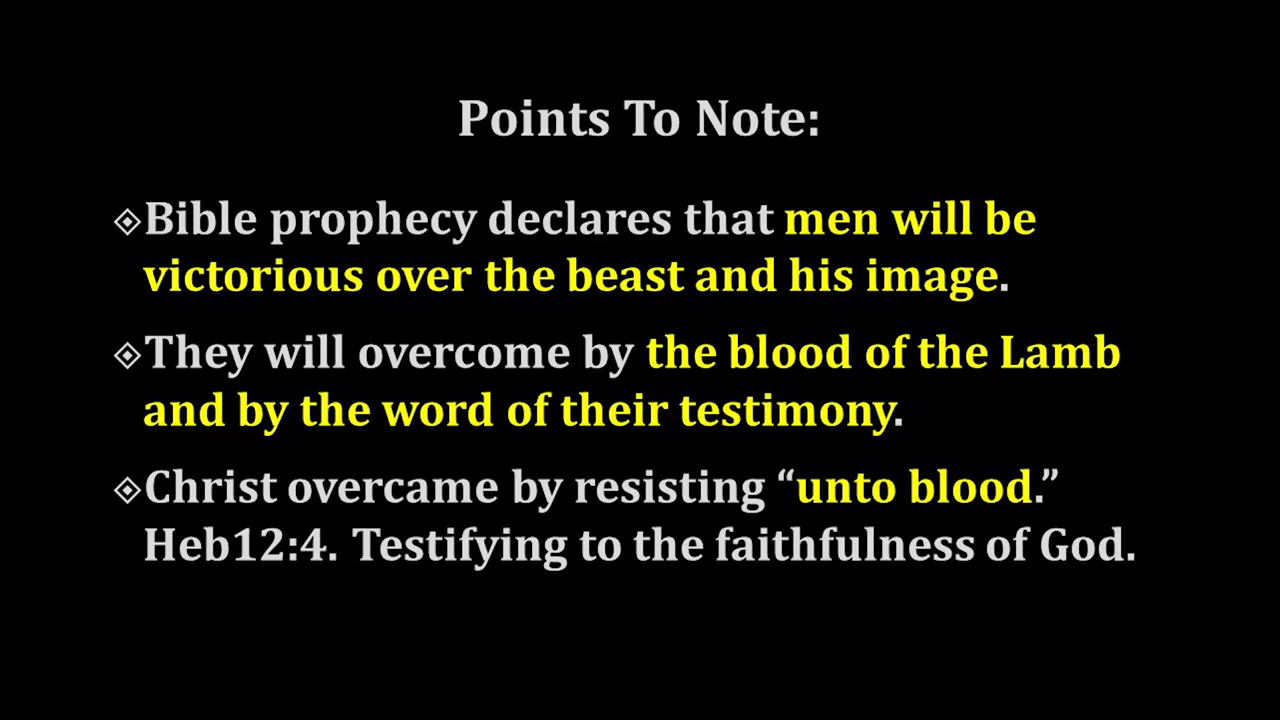 Points To Note:
◈Bible prophecy declares that men will be
victorious over the beast and his image.
◈They will overcome by the blood of the Lamb
and by the word of their testimony.
◈Christ overcame by resisting “unto blood.”
Heb12:4. Testifying to the faithfulness of God.